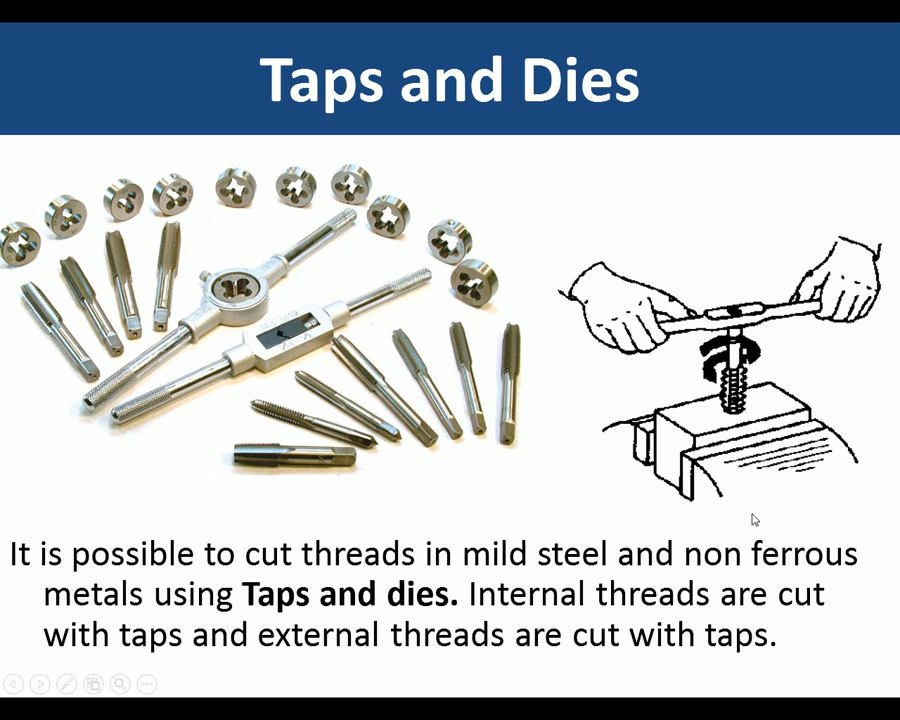 Taps and Dies
It is possible to cut threads in mild steel and non ferrous
metals using Taps and dies. Internal threads are cut
with taps and external threads are cut with taps.